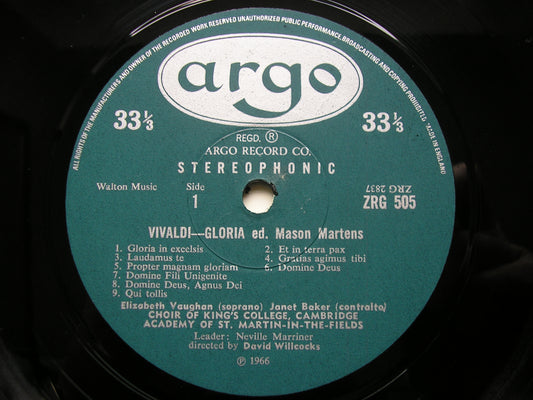 ALL RIGHTS OF THE MANUFACTURERS AND OWNER OF THE RECORDED WORK RESERVED UNAUTHORIZED PUBLIC PERFORMANCE, BROADCASTING AND COPYING PROHIBITED. MADE IN ENGLAND
argo
33⅓ 33⅓
REGD. ®
ARGO RECORD CO.
STEREOPHONIC
Walton Music Side ZRG 2837
1 ZRG 505
VIVALDI—GLORIA ed. Mason Martens
1. Gloria in excelsis 2. Et in terra pax
3. Laudamus te 4. Gratias agimus tibi
5. Propter magnam gloriam 6. Domine Deus
7. Domine Fili Unigenite
8. Domine Deus, Agnus Dei
9. Qui tollis
Elizabeth Vaughan (soprano) Janet Baker (contralto)
CHOIR OF KING'S COLLEGE, CAMBRIDGE
ACADEMY OF ST. MARTIN-IN-THE-FIELDS
Leader: Neville Marriner
directed by David Willcocks
℗ 1966